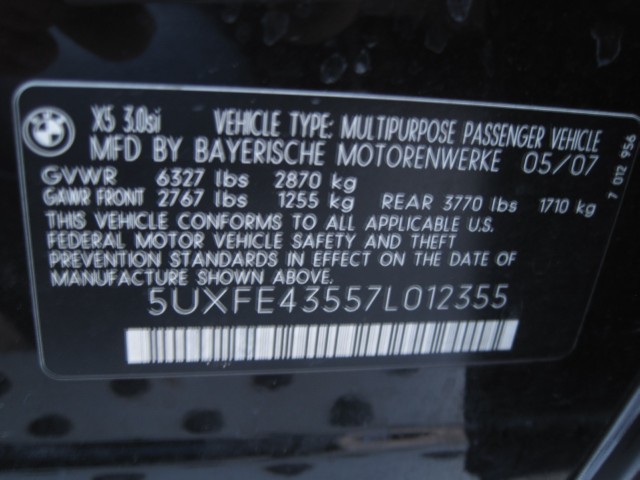 X5 3.0si VEHICLE TYPE: MULTIPURPOSE PASSENGER VEHICLE
MFD BY BAYERISCHE MOTORENWERKE 05/07
GVWR 6327 lbs 2870 kg
GAWR FRONT 2767 lbs 1255 kg REAR 3770 lbs 1710 kg
THIS VEHICLE CONFORMS TO ALL APPLICABLE U.S.
FEDERAL MOTOR VEHICLE SAFETY AND THEFT
PREVENTION STANDARDS IN EFFECT ON THE DATE OF
MANUFACTURE SHOWN ABOVE.
5UXFE43557L012355
7 012 956